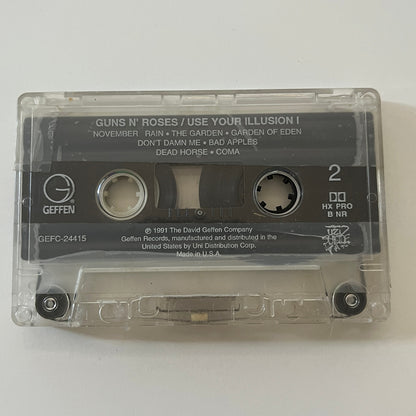 GUNS N' ROSES / USE YOUR ILLUSION I
NOVEMBER RAIN • THE GARDEN • GARDEN OF EDEN
DON'T DAMN ME • BAD APPLES
DEAD HORSE • COMA
2
GEFFEN
HX PRO
B NR
GEFC-24415
℗ 1991 The David Geffen Company
Geffen Records, manufactured and distributed in the
United States by Uni Distribution Corp.
Made in U.S.A.